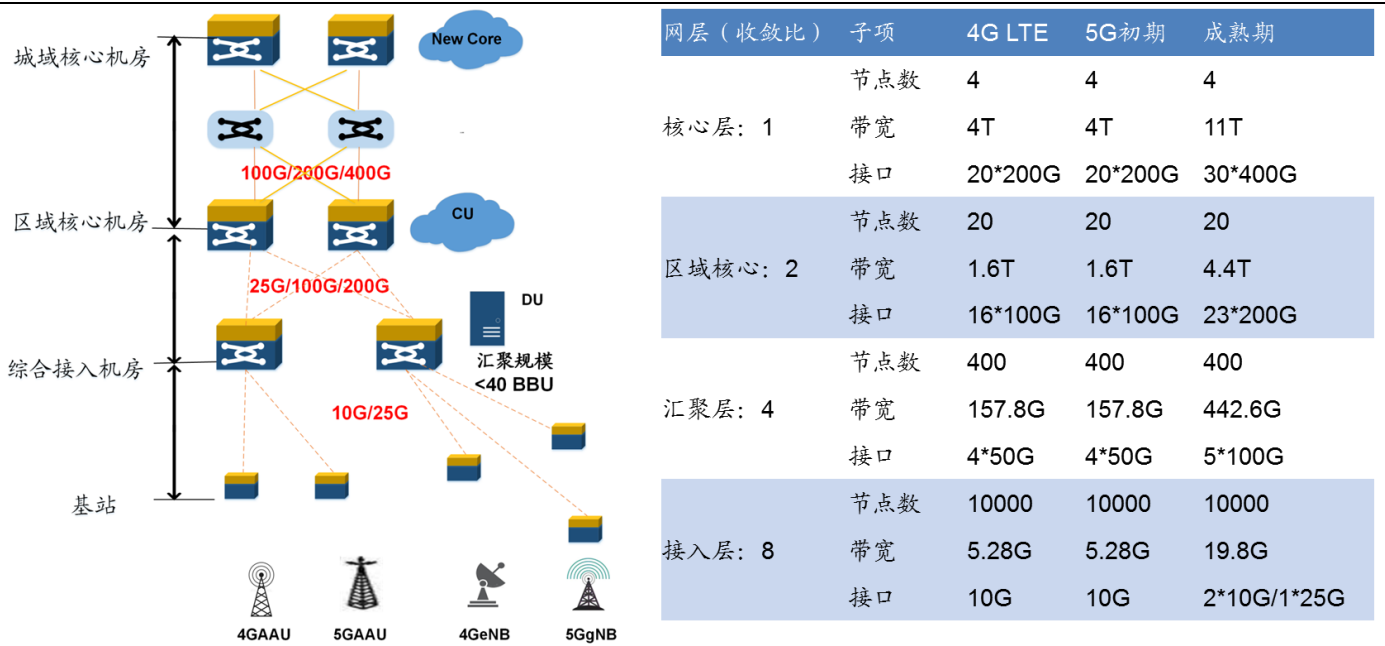 城域核心机房
New Core
100G/200G/400G
区域核心机房
CU
25G/100G/200G
DU
综合接入机房
汇聚规模
<40 BBU
10G/25G
基站
4GAAU 5GAAU 4GeNB 5GgNB
网层（收敛比） 子项 4G LTE 5G初期 成熟期
节点数 4 4 4
核心层：1 带宽 4T 4T 11T
接口 20*200G 20*200G 30*400G
节点数 20 20 20
区域核心：2 带宽 1.6T 1.6T 4.4T
接口 16*100G 16*100G 23*200G
节点数 400 400 400
汇聚层：4 带宽 157.8G 157.8G 442.6G
接口 4*50G 4*50G 5*100G
节点数 10000 10000 10000
接入层：8 带宽 5.28G 5.28G 19.8G
接口 10G 10G 2*10G/1*25G